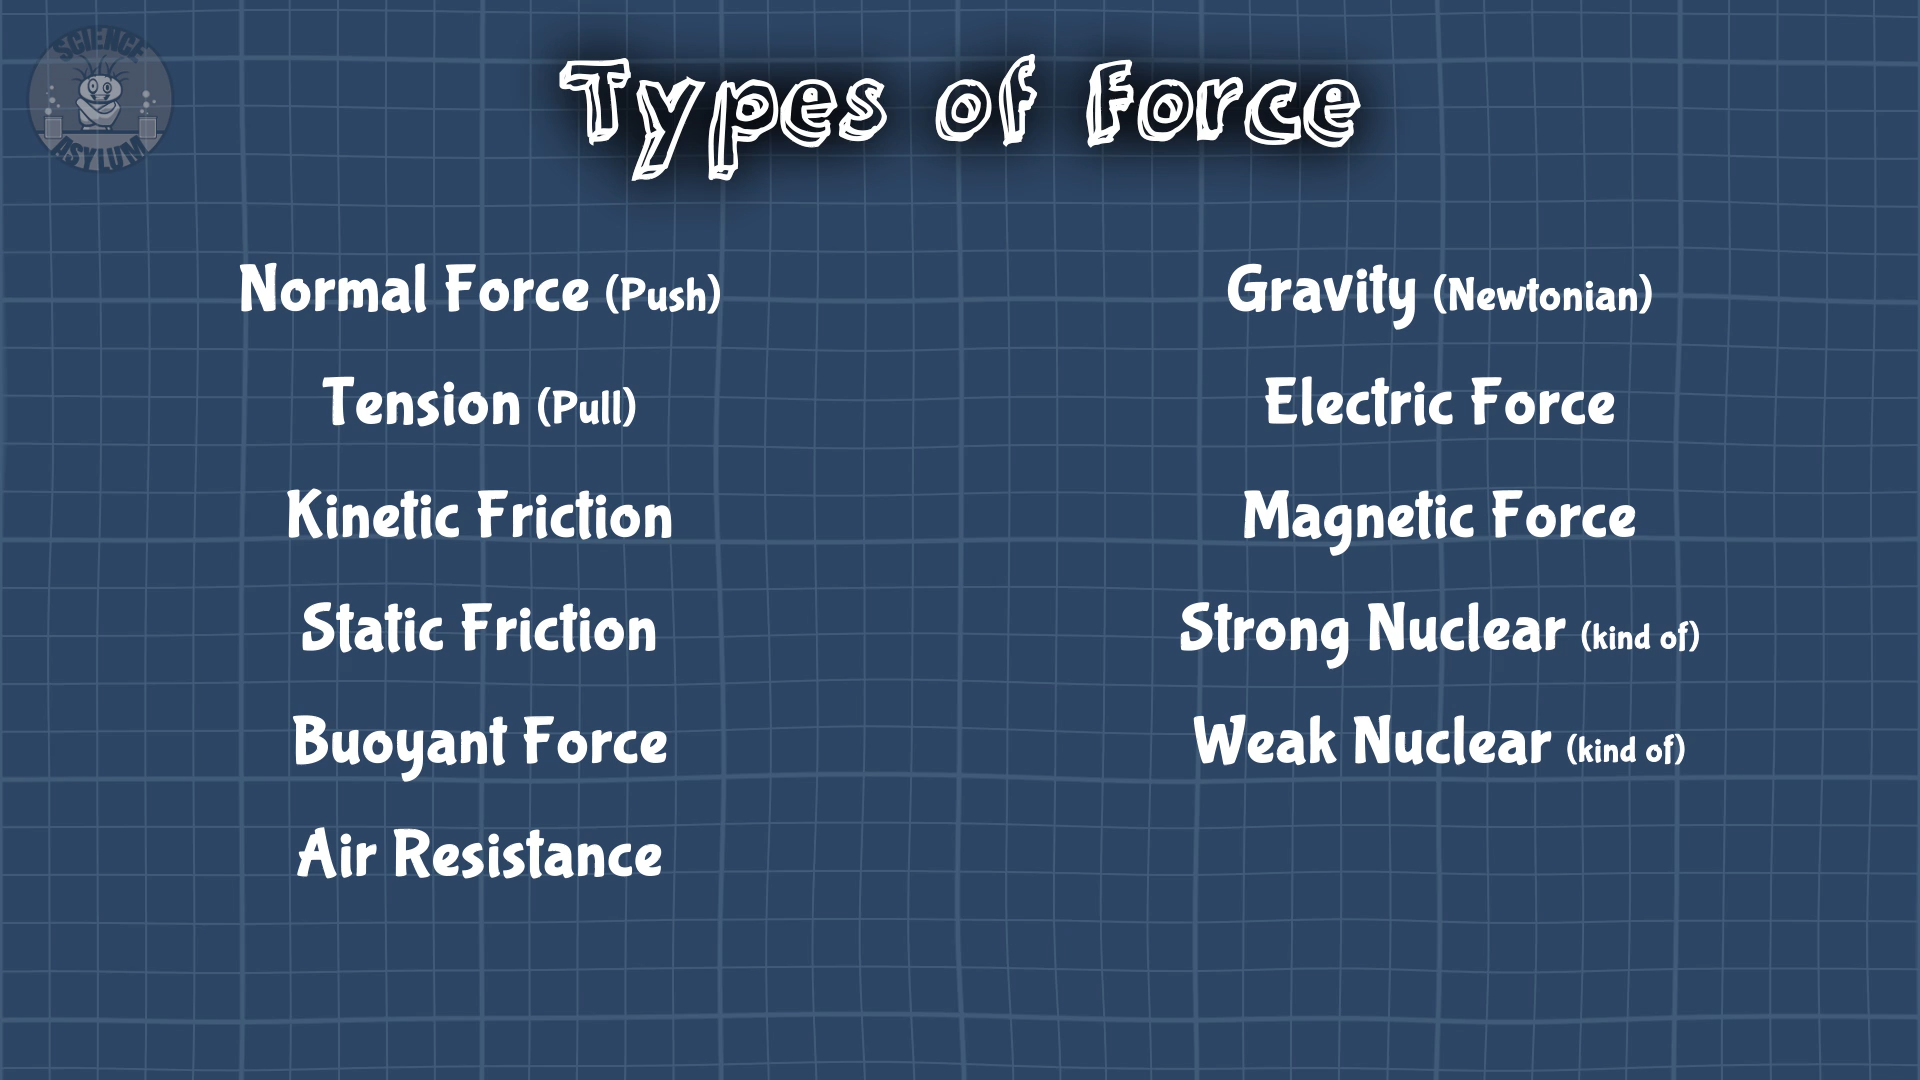 SCIENCE
ASYLUM
Types of Force
Normal Force (Push)
Tension (Pull)
Kinetic Friction
Static Friction
Buoyant Force
Air Resistance
Gravity (Newtonian)
Electric Force
Magnetic Force
Strong Nuclear (kind of)
Weak Nuclear (kind of)